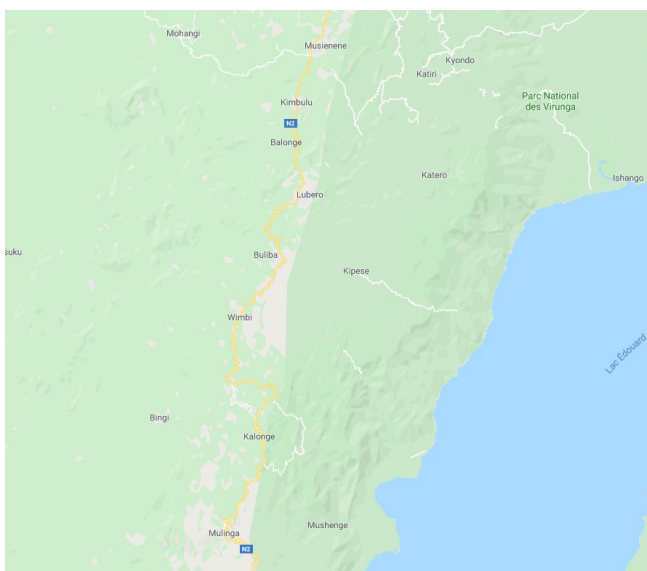 Mohangi
Musienene
Kyondo
Katiri
Parc National
des Virunga
Kimbulu
N2
Balonge
Katero
Ishango
Lubero
suku
Buliba
Kipese
Wimbi
Lac Édouard
Bingi
Kalonge
Mushenge
Mulinga
N2